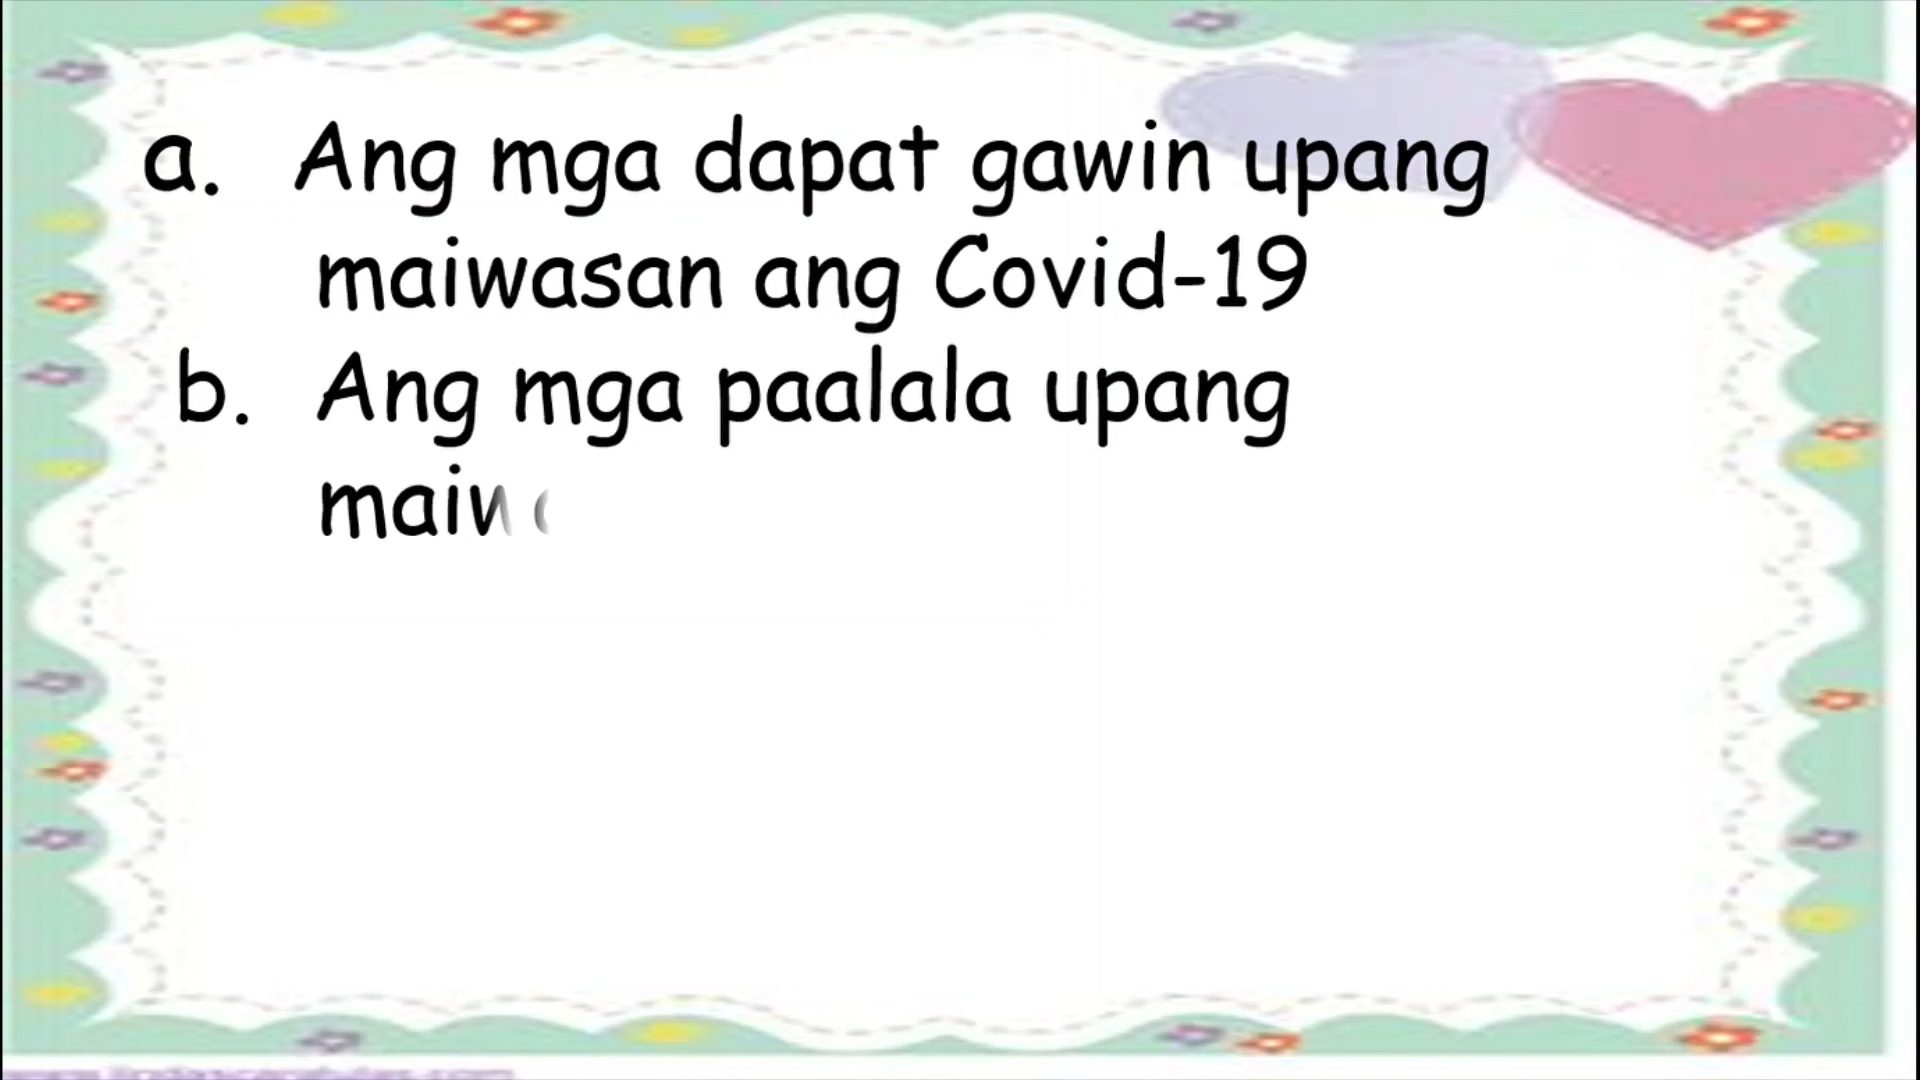 a. Ang mga dapat gawin upang
maiwasan ang Covid-19
b. Ang mga paalala upang